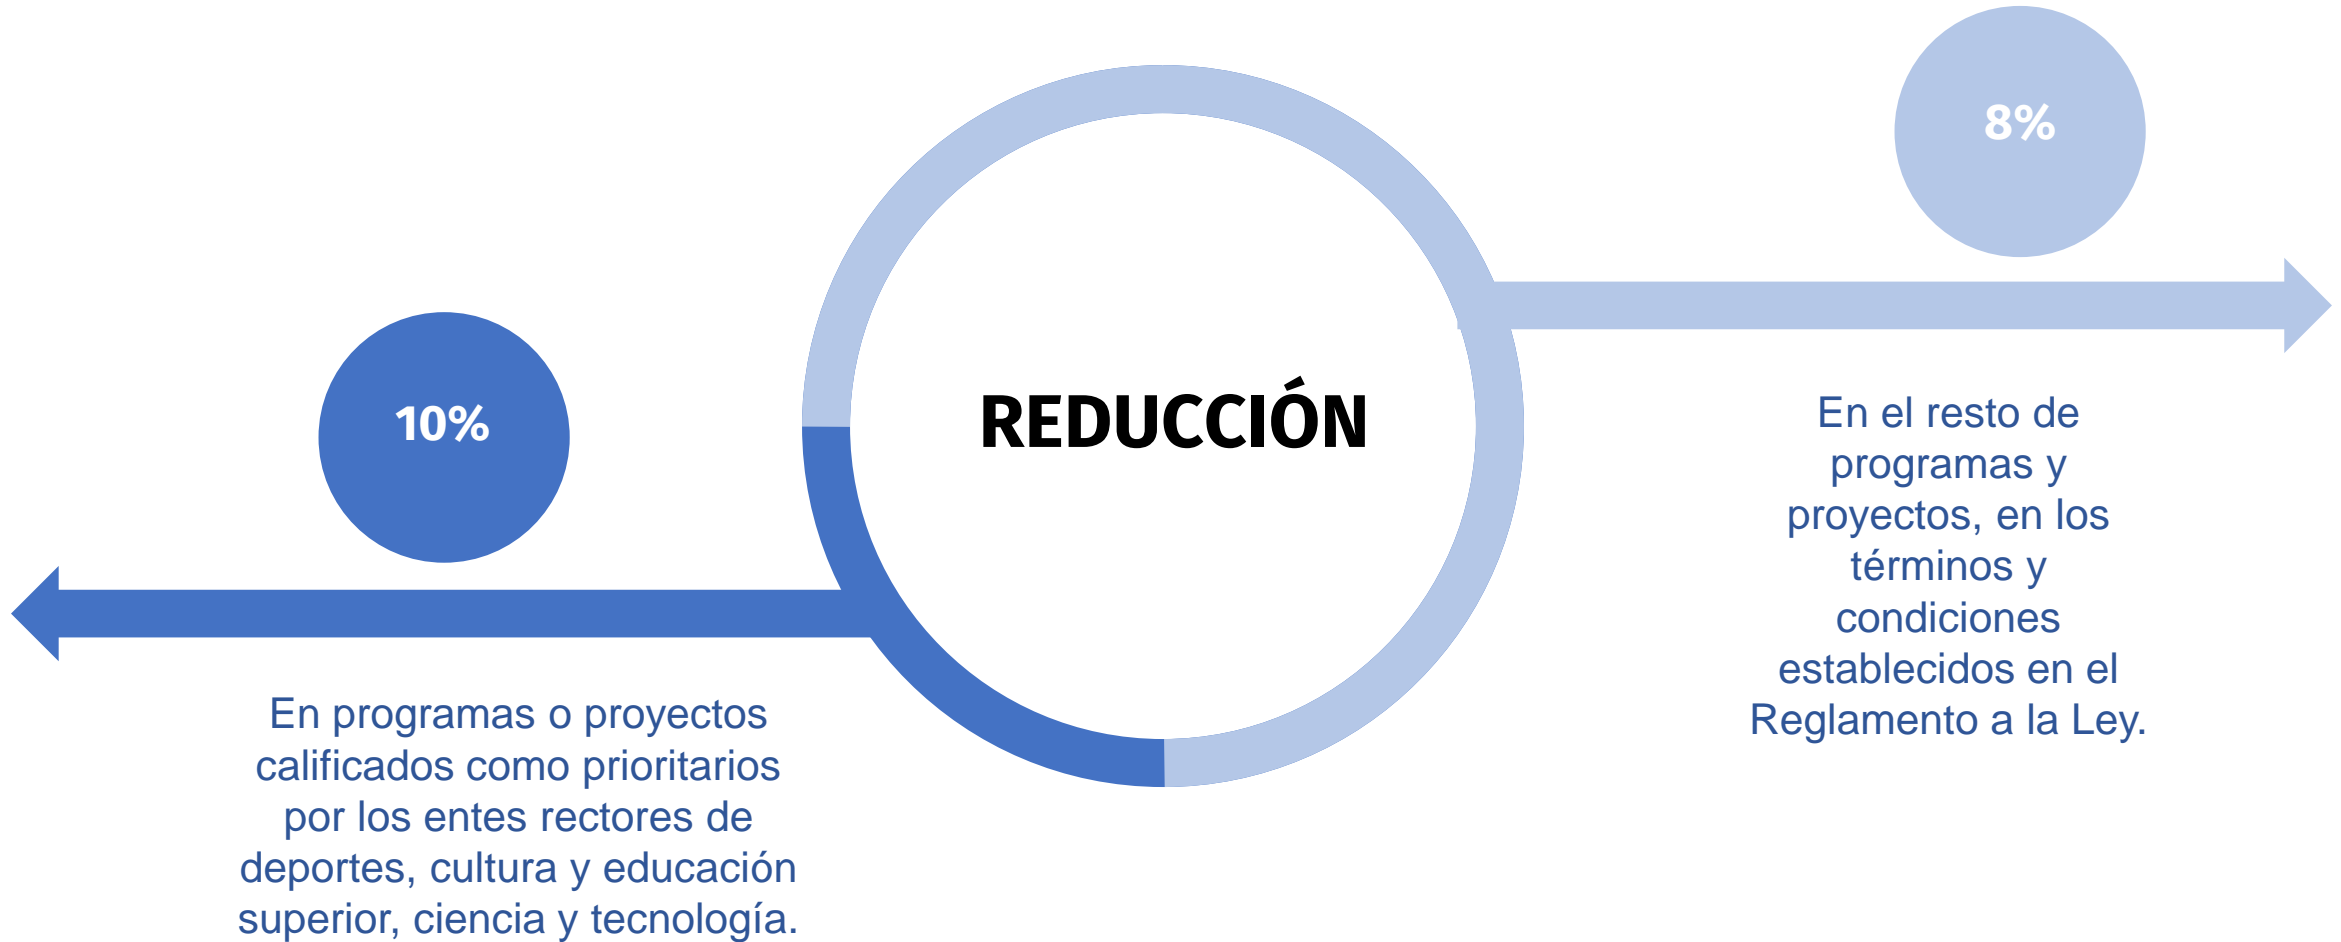 REDUCCIÓN
10%
En programas o proyectos
calificados como prioritarios
por los entes rectores de
deportes, cultura y educación
superior, ciencia y tecnología.
8%
En el resto de
programas y
proyectos, en los
términos y
condiciones
establecidos en el
Reglamento a la Ley.